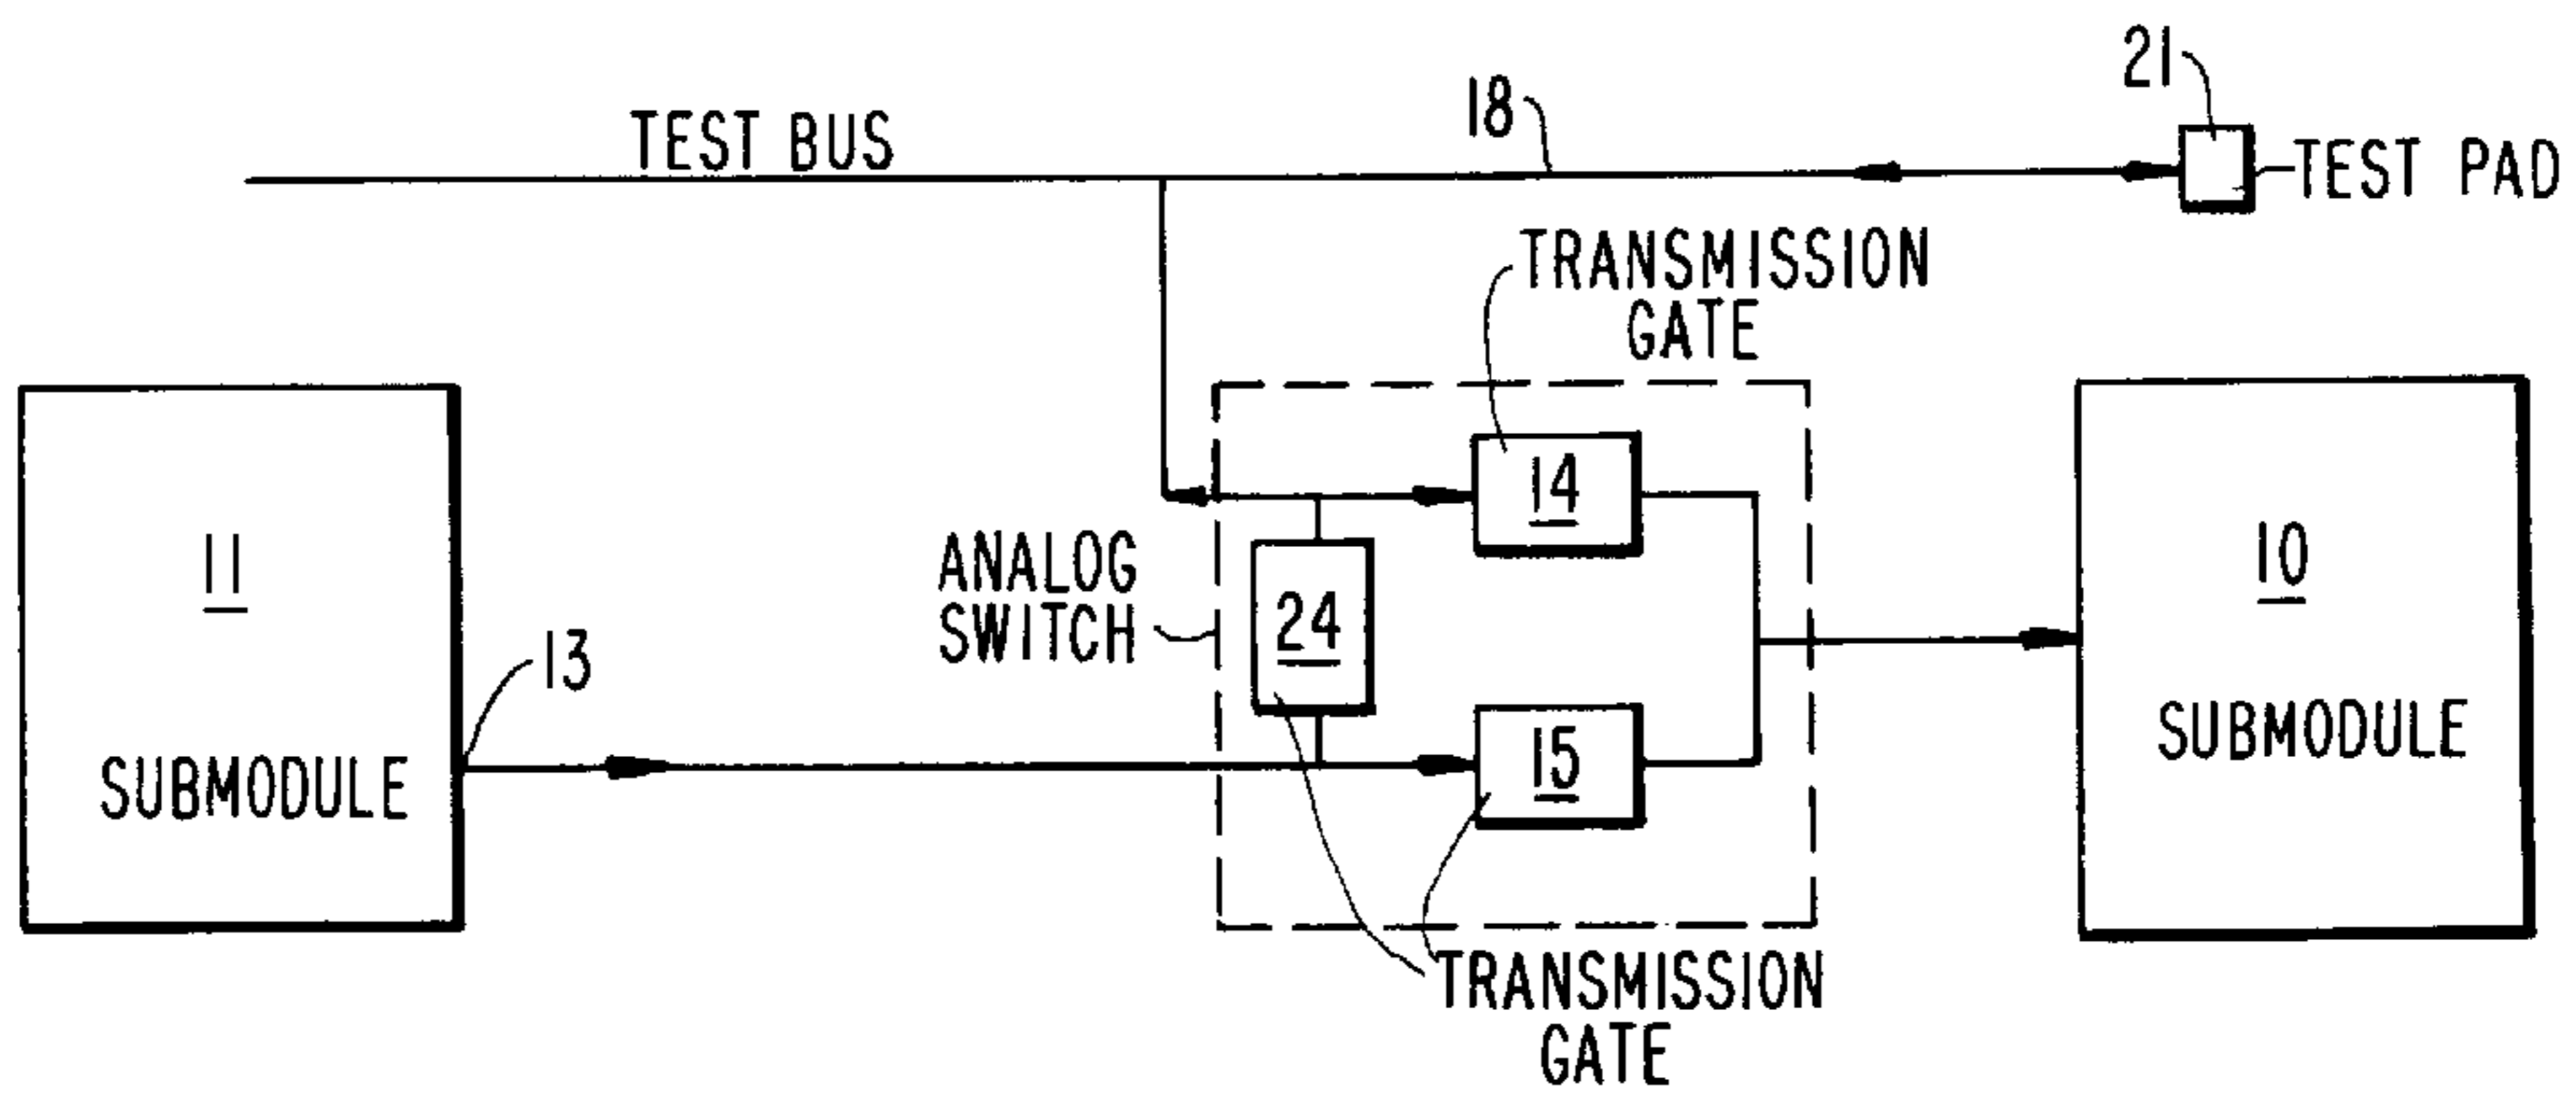 21
18
TEST BUS
TEST PAD
TRANSMISSION
GATE
14
11
10
ANALOG
SWITCH
24
13
15
SUBMODULE
SUBMODULE
TRANSMISSION
GATE